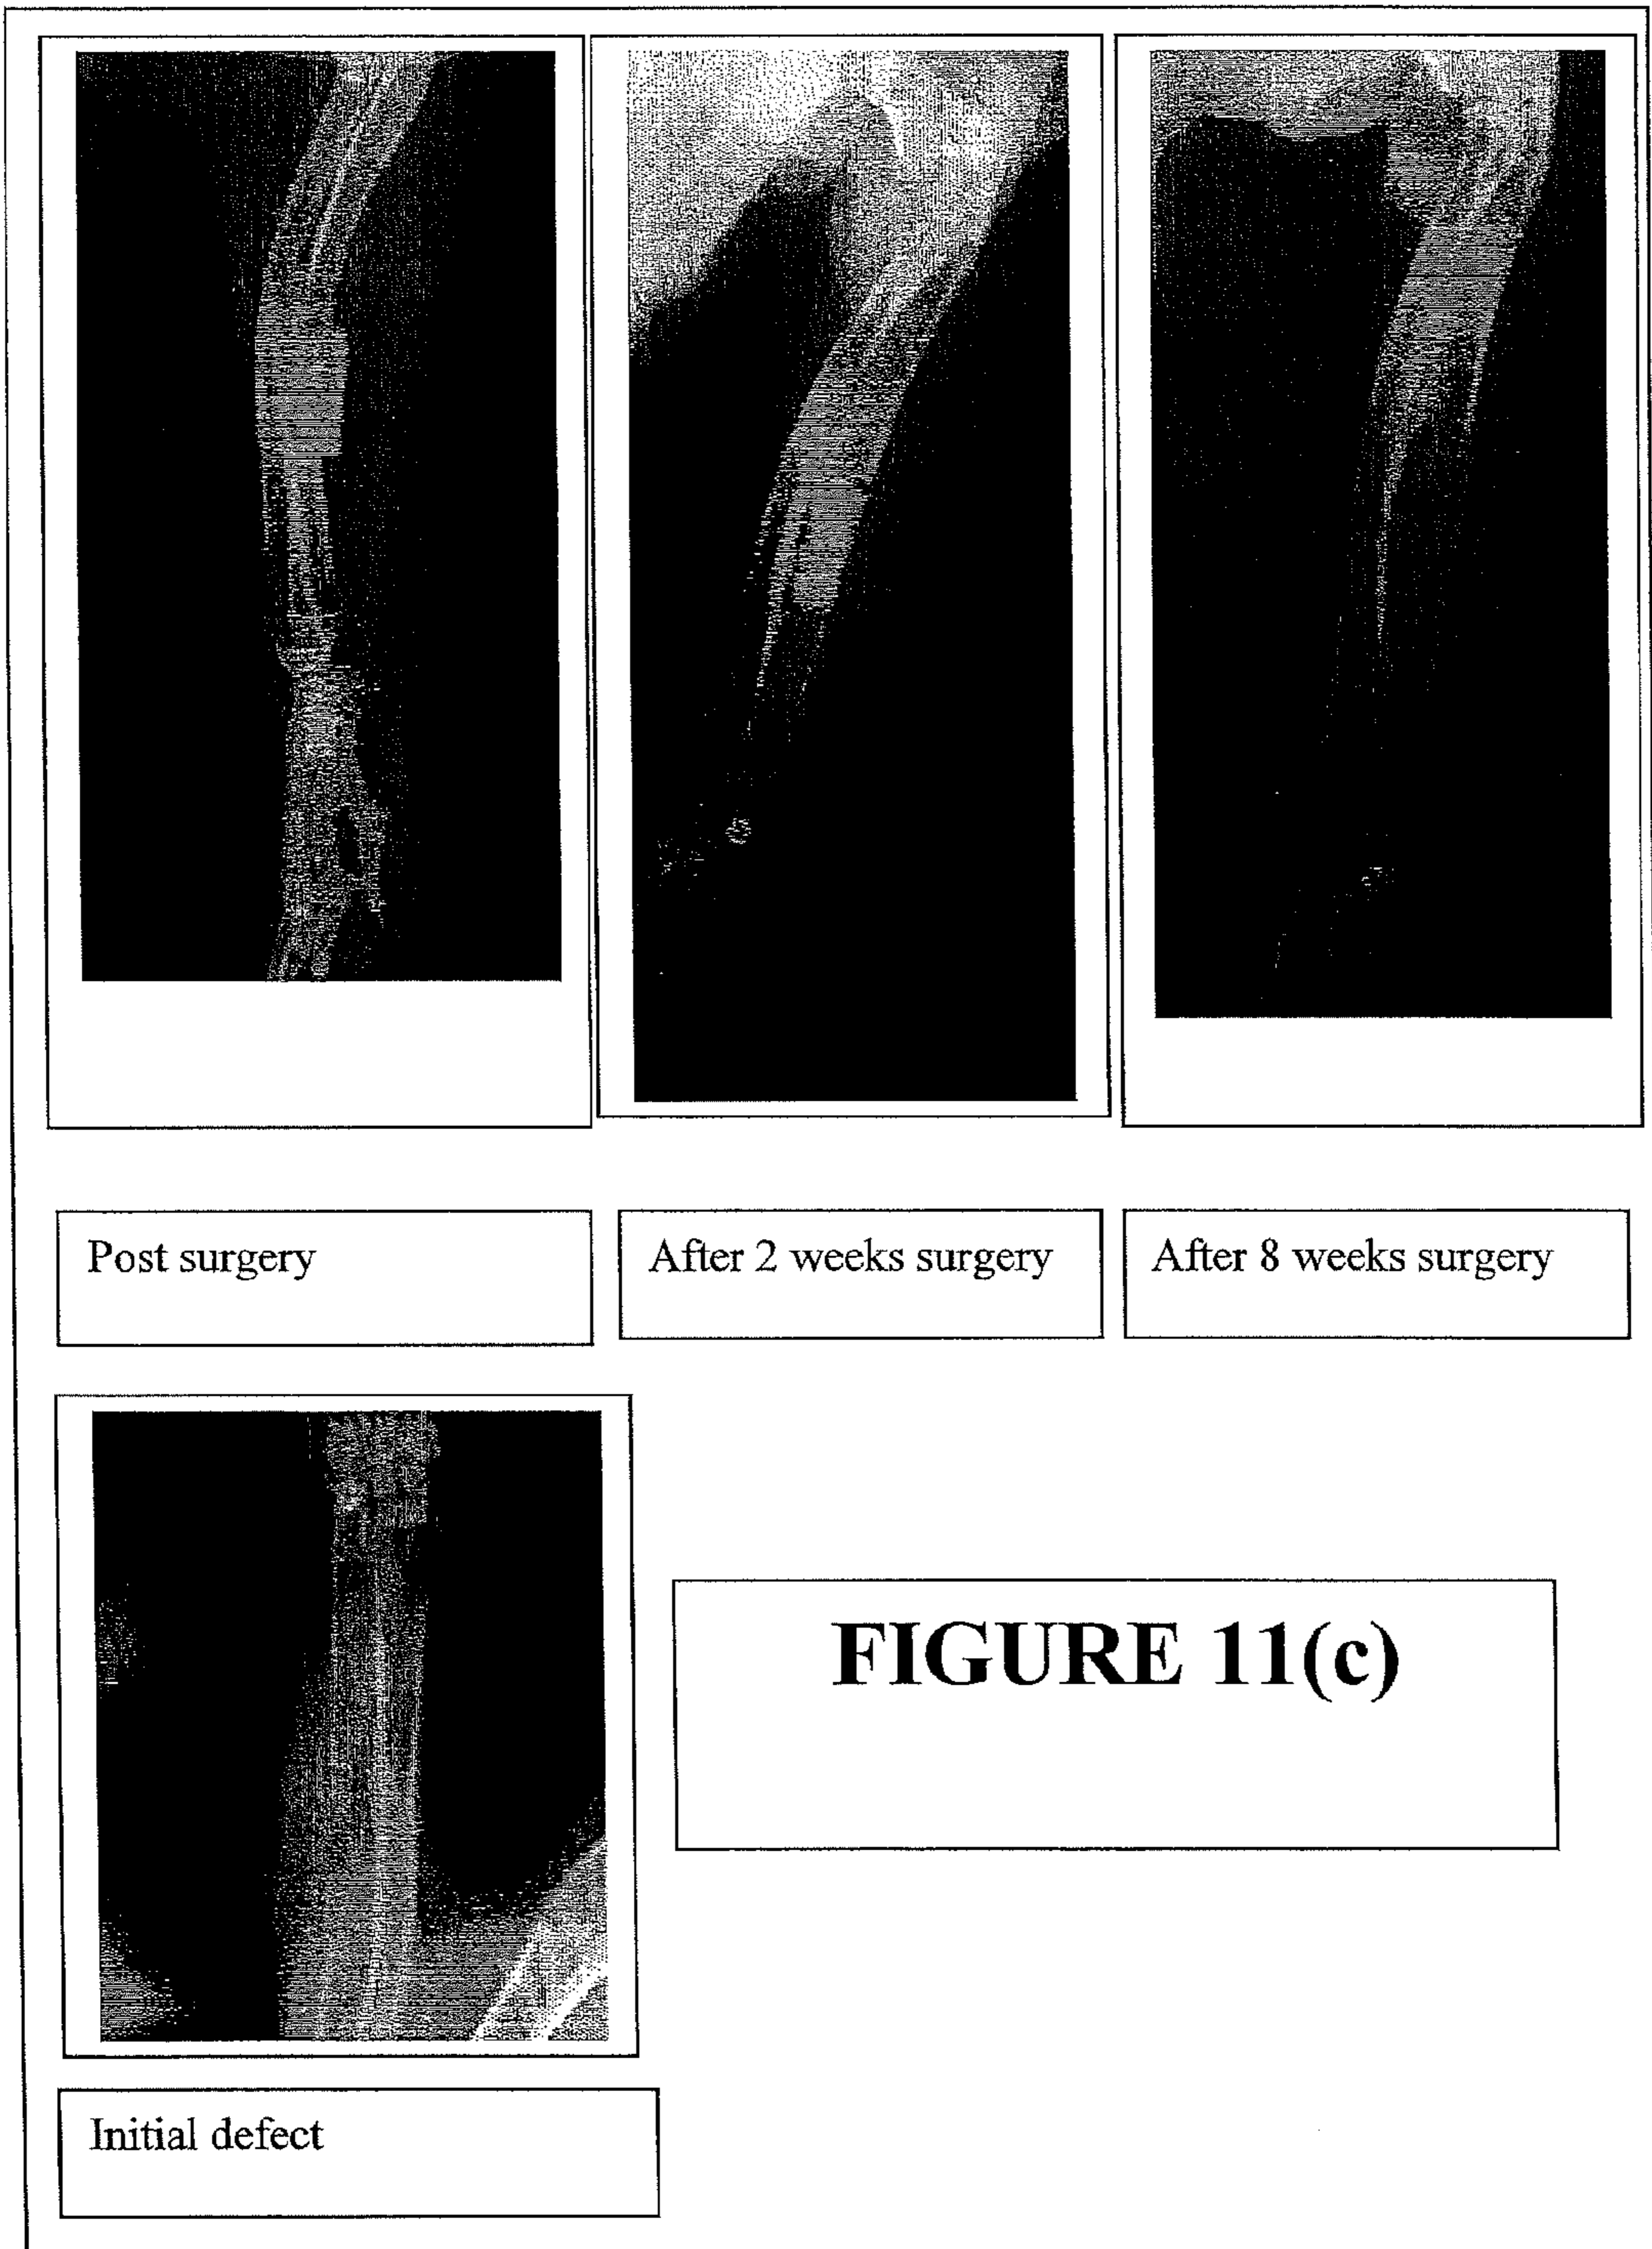 Post surgery
After 2 weeks surgery
After 8 weeks surgery
FIGURE 11(c)
Initial defect